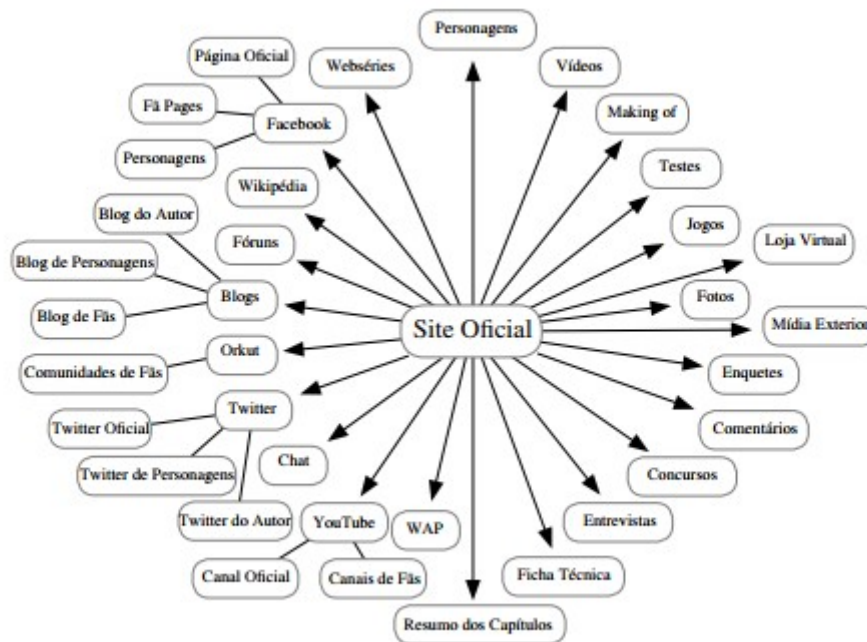 Personagens
Página Oficial
Webséries
Vídeos
Fã Pages
Facebook
Making of
Personagens
Testes
Wikipédia
Blog do Autor
Jogos
Fóruns
Loja Virtual
Blog de Personagens
Blogs
Fotos
Blog de Fãs
Site Oficial
Mídia Exterior
Orkut
Comunidades de Fãs
Enquetes
Twitter
Twitter Oficial
Comentários
Chat
Twitter de Personagens
Concursos
Twitter do Autor
YouTube
WAP
Entrevistas
Canal Oficial
Canais de Fãs
Ficha Técnica
Resumo dos Capítulos